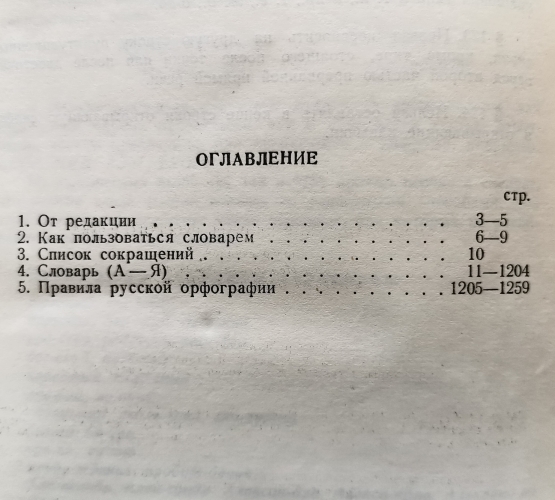 ОГЛАВЛЕНИЕ
стр.
1. От редакции . . . . . . . . . . . . . . . 3—5
2. Как пользоваться словарем . . . . . . . . . 6—9
3. Список сокращений . . . . . . . . . . . . 10
4. Словарь (А — Я) . . . . . . . . . . . . . 11—1204
5. Правила русской орфографии . . . . . . . . 1205—1259